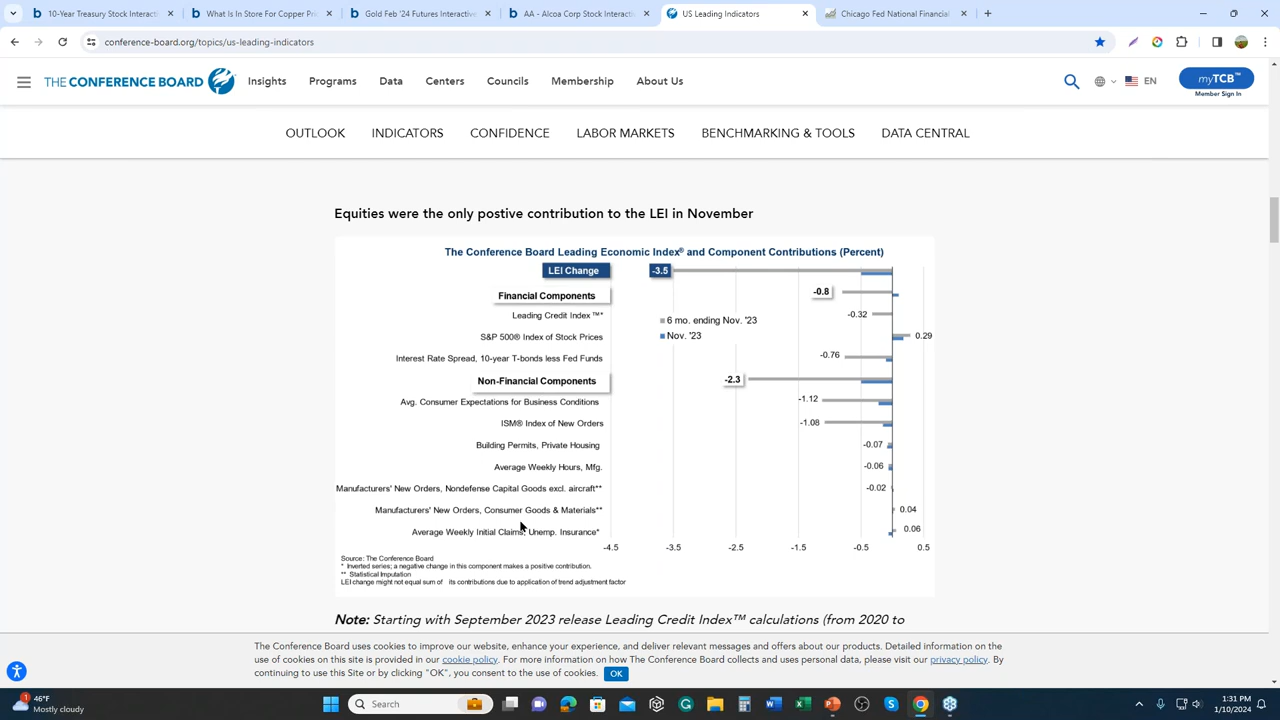 10-Year Treasury Stock Interacti
What Is In Store For Copper Pri
Gold Feb '24 Futures Interactive
AA - Alcoa Corp Stock Interactiv
US Leading Indicators
Chicago Fed National Financial
conference-board.org/topics/us-leading-indicators
THE CONFERENCE BOARD
Insights Programs Data Centers Councils Membership About Us
EN
myTCB™
Member Sign In
OUTLOOK INDICATORS CONFIDENCE LABOR MARKETS BENCHMARKING & TOOLS DATA CENTRAL
Equities were the only postive contribution to the LEI in November
The Conference Board Leading Economic Index® and Component Contributions (Percent)
LEI Change -3.5
Financial Components -0.8
Leading Credit Index ™* -0.32
6 mo. ending Nov. '23
S&P 500® Index of Stock Prices 0.29
Nov. '23
Interest Rate Spread, 10-year T-bonds less Fed Funds -0.76
Non-Financial Components -2.3
Avg. Consumer Expectations for Business Conditions -1.12
ISM® Index of New Orders -1.08
Building Permits, Private Housing -0.07
Average Weekly Hours, Mfg. -0.06
Manufacturers' New Orders, Nondefense Capital Goods excl. aircraft** -0.02
Manufacturers' New Orders, Consumer Goods & Materials** 0.04
Average Weekly Initial Claims, Unemp. Insurance* 0.06
-4.5 -3.5 -2.5 -1.5 -0.5 0.5
Source: The Conference Board
* Inverted series; a negative change in this component makes a positive contribution.
** Statistical Imputation
LEI change might not equal sum of its contributions due to application of trend adjustment factor
Note: Starting with September 2023 release Leading Credit Index™ calculations (from 2020 to
The Conference Board uses cookies to improve our website, enhance your experience, and deliver relevant messages and offers about our products. Detailed information on the
use of cookies on this site is provided in our cookie policy. For more information on how The Conference Board collects and uses personal data, please visit our privacy policy. By
continuing to use this Site or by clicking "OK", you consent to the use of cookies. OK
1
46°F
Mostly cloudy
Search
1:31 PM
1/10/2024